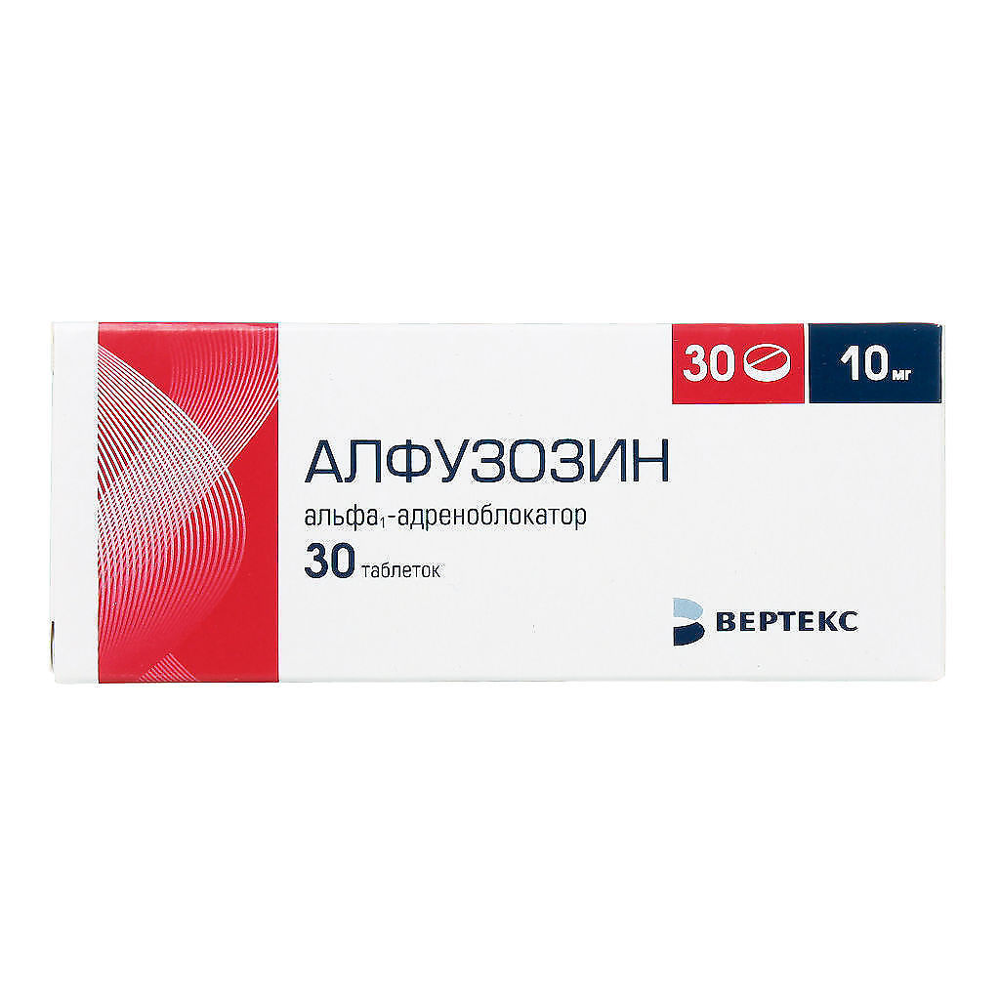 30
10 мг
АЛФУЗОЗИН
альфа₁-адреноблокатор
30 таблеток
ВЕРТЕКС